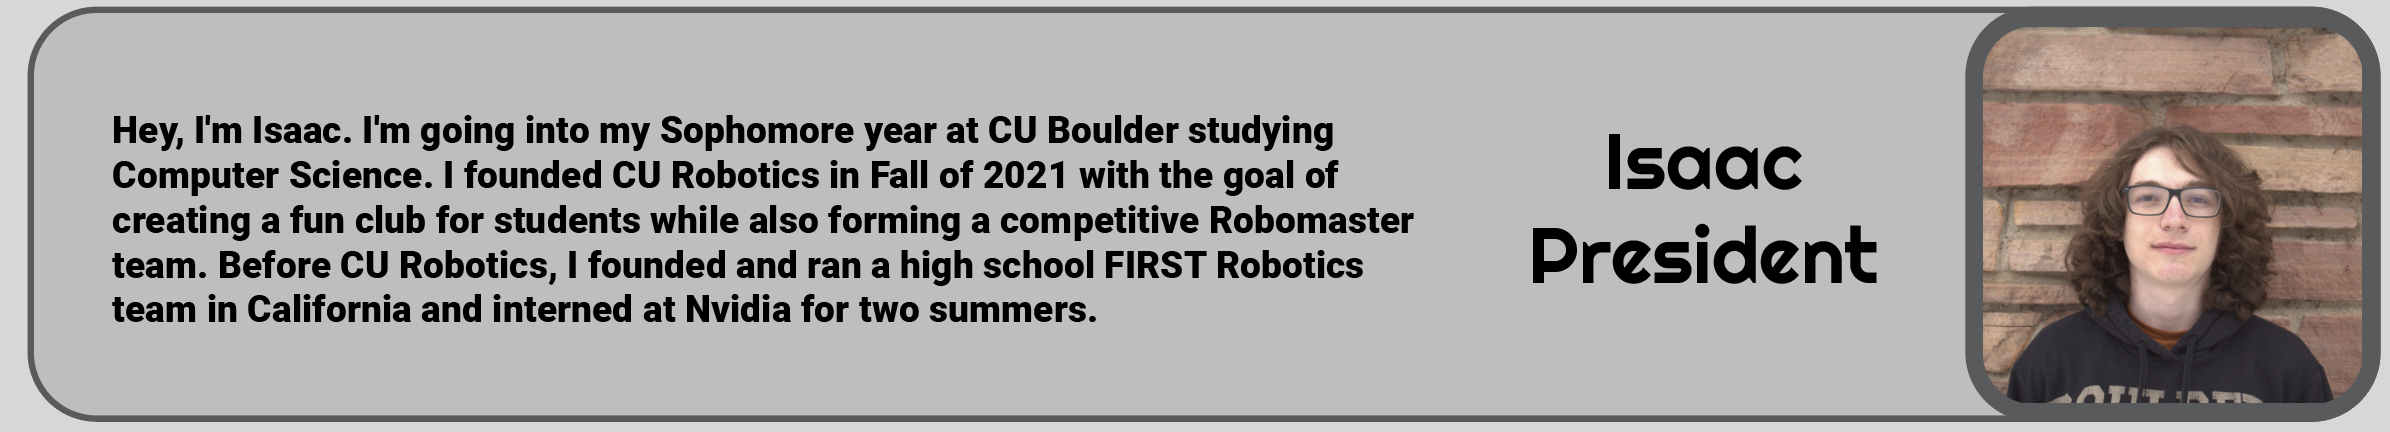 Hey, I'm Isaac. I'm going into my Sophomore year at CU Boulder studying
Computer Science. I founded CU Robotics in Fall of 2021 with the goal of
creating a fun club for students while also forming a competitive Robomaster
team. Before CU Robotics, I founded and ran a high school FIRST Robotics
team in California and interned at Nvidia for two summers.
Isaac
President
BOULDER